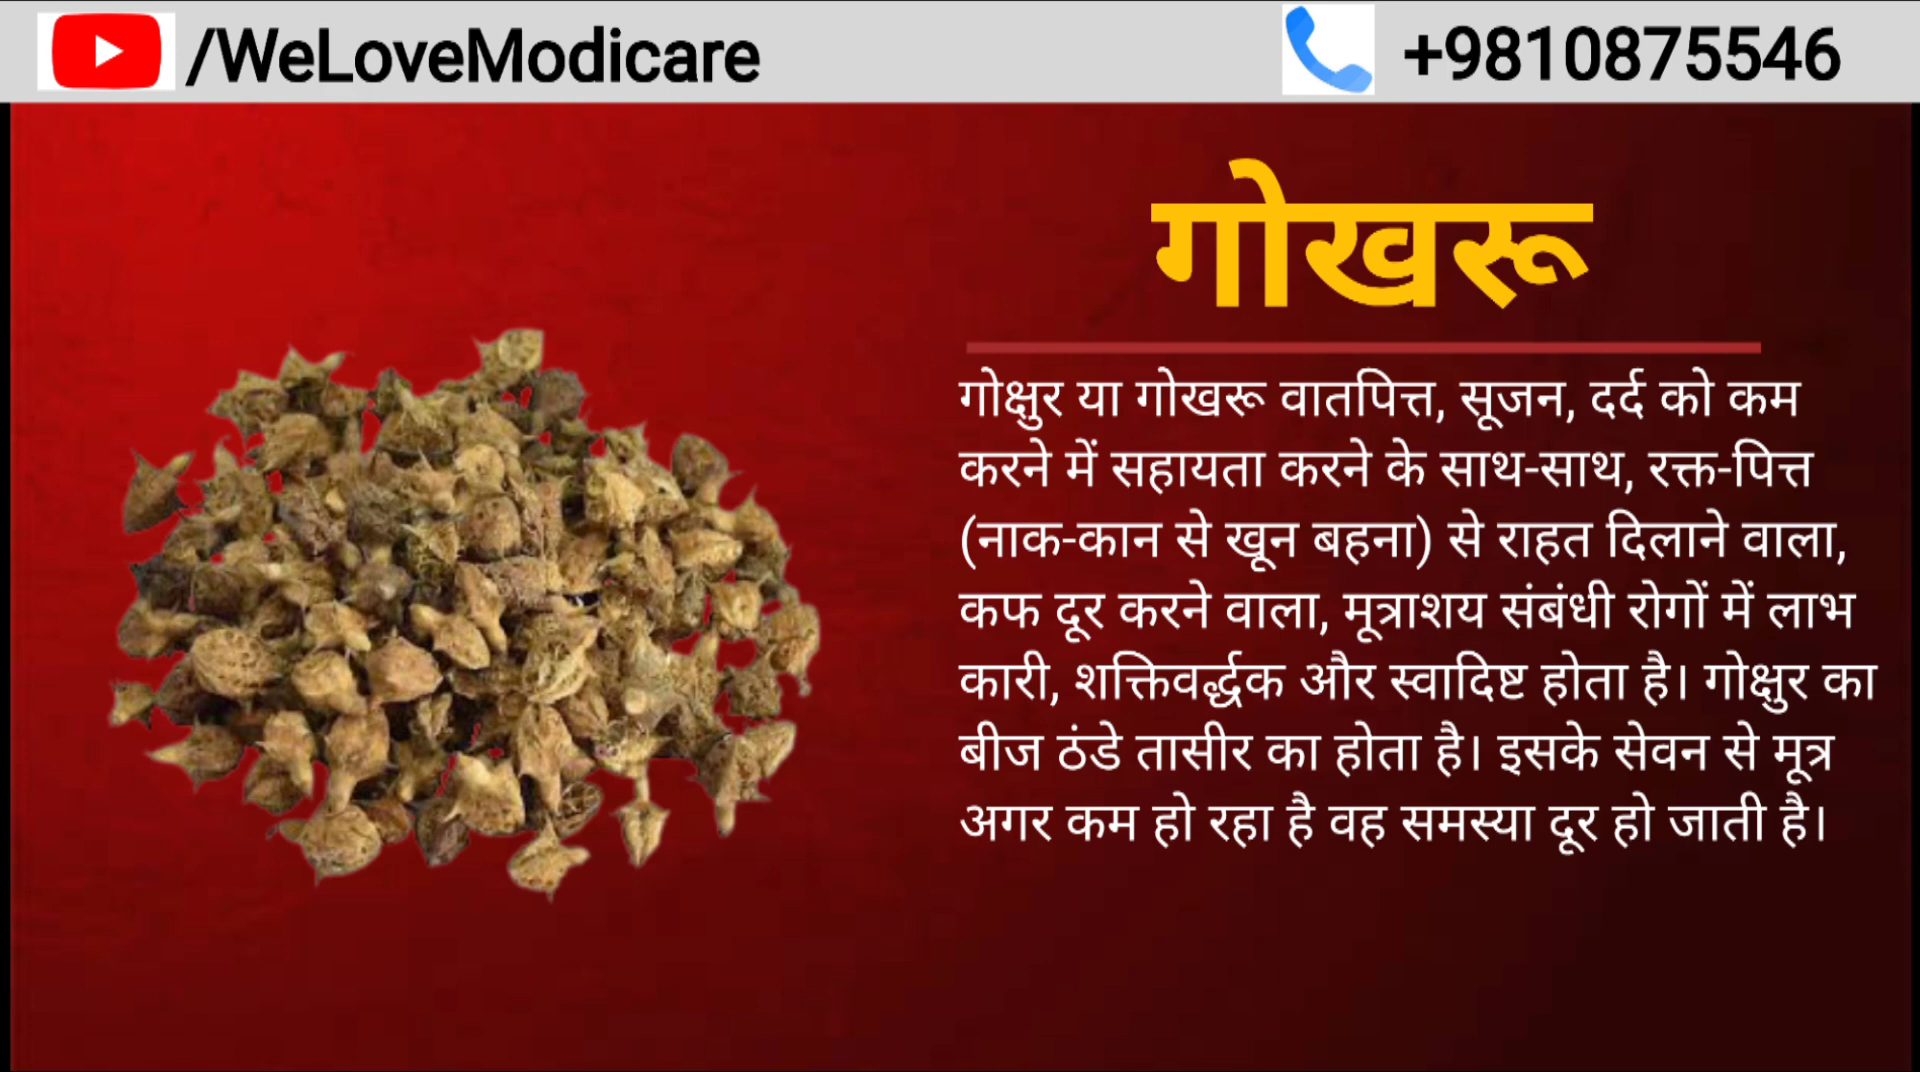 /WeLoveModicare
+9810875546
गोखरू
गोक्षुर या गोखरू वातपित्त, सूजन, दर्द को कम
करने में सहायता करने के साथ-साथ, रक्त-पित्त
(नाक-कान से खून बहना) से राहत दिलाने वाला,
कफ दूर करने वाला, मूत्राशय संबंधी रोगों में लाभ
कारी, शक्तिवर्द्धक और स्वादिष्ट होता है। गोक्षुर का
बीज ठंडे तासीर का होता है। इसके सेवन से मूत्र
अगर कम हो रहा है वह समस्या दूर हो जाती है।